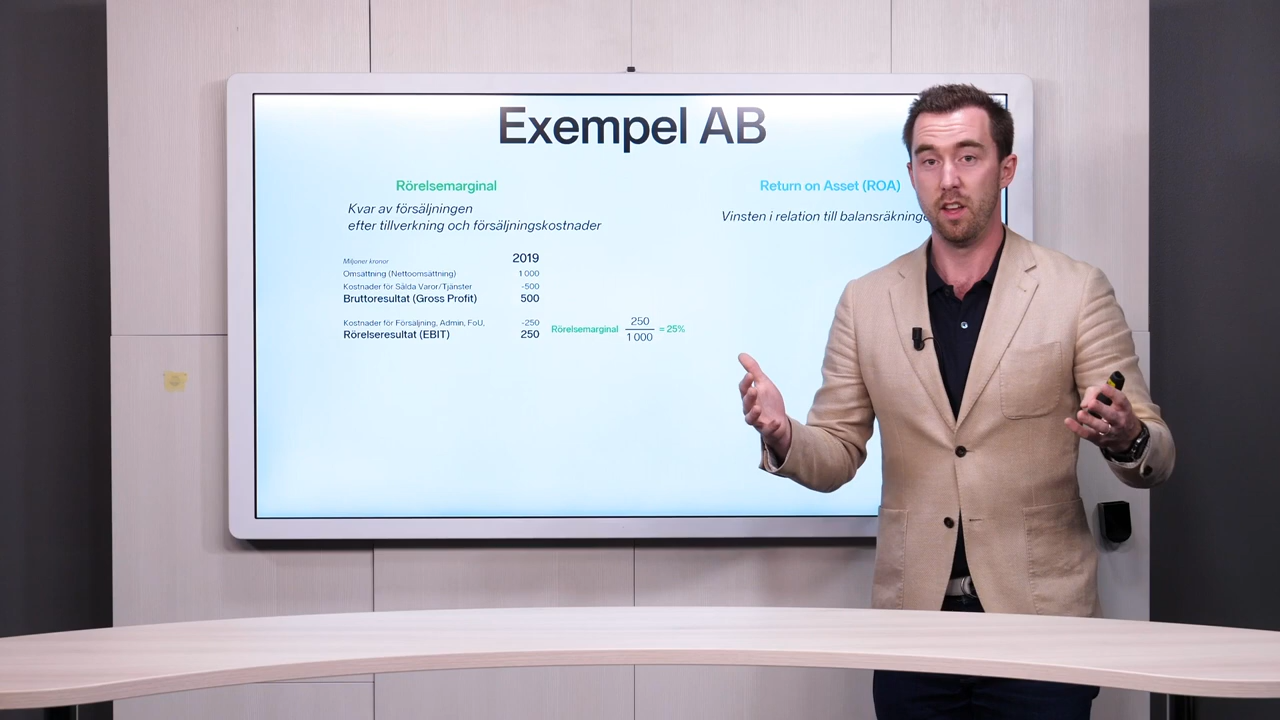 Exempel AB
Rörelsemarginal
Kvar av försäljningen
efter tillverkning och försäljningskostnader
Miljoner kronor 2019
Omsättning (Nettoomsättning) 1 000
Kostnader för Sålda Varor/Tjänster -500
Bruttoresultat (Gross Profit) 500
Kostnader för Försäljning, Admin, FoU, -250
Rörelseresultat (EBIT) 250
Rörelsemarginal 250 = 25%
1 000
Return on Asset (ROA)
Vinsten i relation till